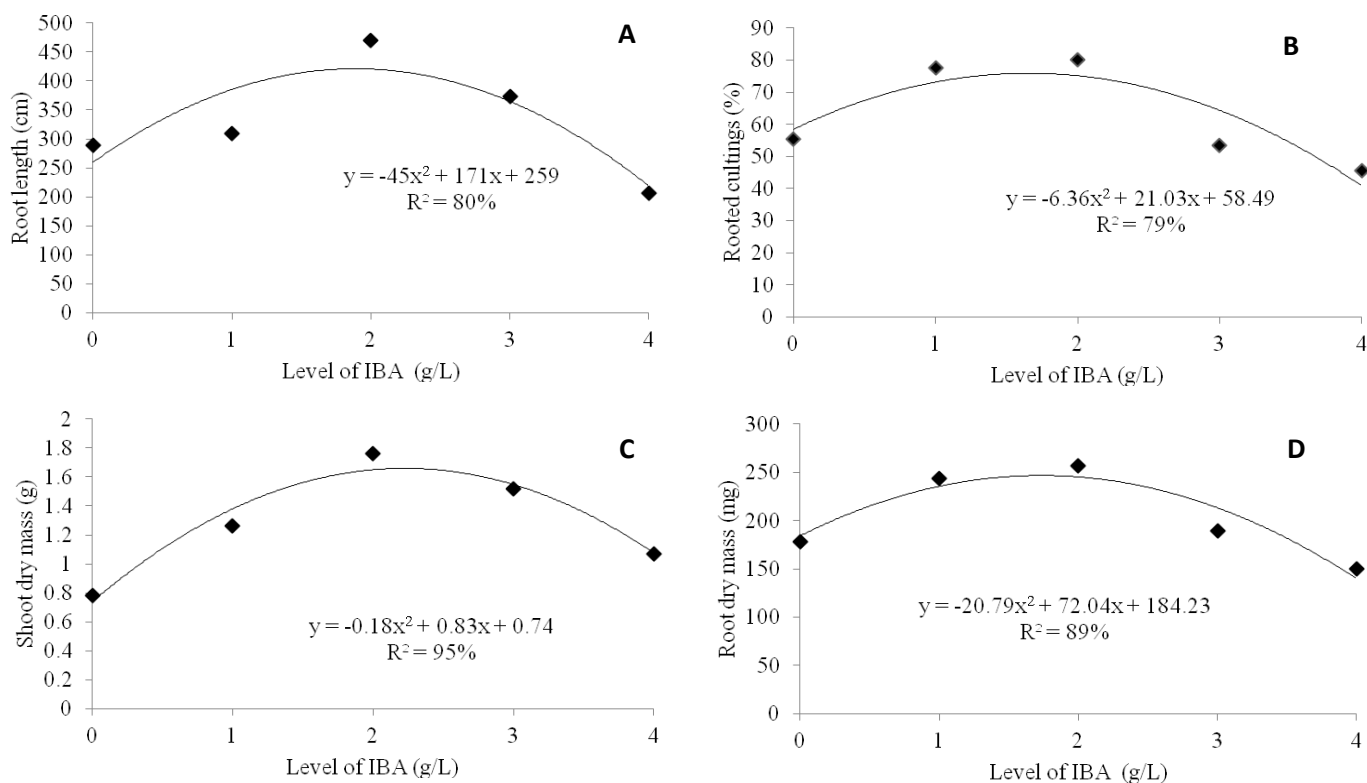 A
Root length (cm)
500
450
400
350
300
250
200
150
100
50
0
y = -45x² + 171x + 259
R² = 80%
0 1 2 3 4
Level of IBA (g/L)
B
Rooted cultings (%)
90
80
70
60
50
40
30
20
10
0
y = -6.36x² + 21.03x + 58.49
R² = 79%
0 1 2 3 4
Level of IBA (g/L)
C
Shoot dry mass (g)
2
1.8
1.6
1.4
1.2
1
0.8
0.6
0.4
0.2
0
y = -0.18x² + 0.83x + 0.74
R² = 95%
0 1 2 3 4
Level of IBA (g/L)
D
Root dry mass (mg)
300
250
200
150
100
50
0
y = -20.79x² + 72.04x + 184.23
R² = 89%
0 1 2 3 4
Level of IBA (g/L)